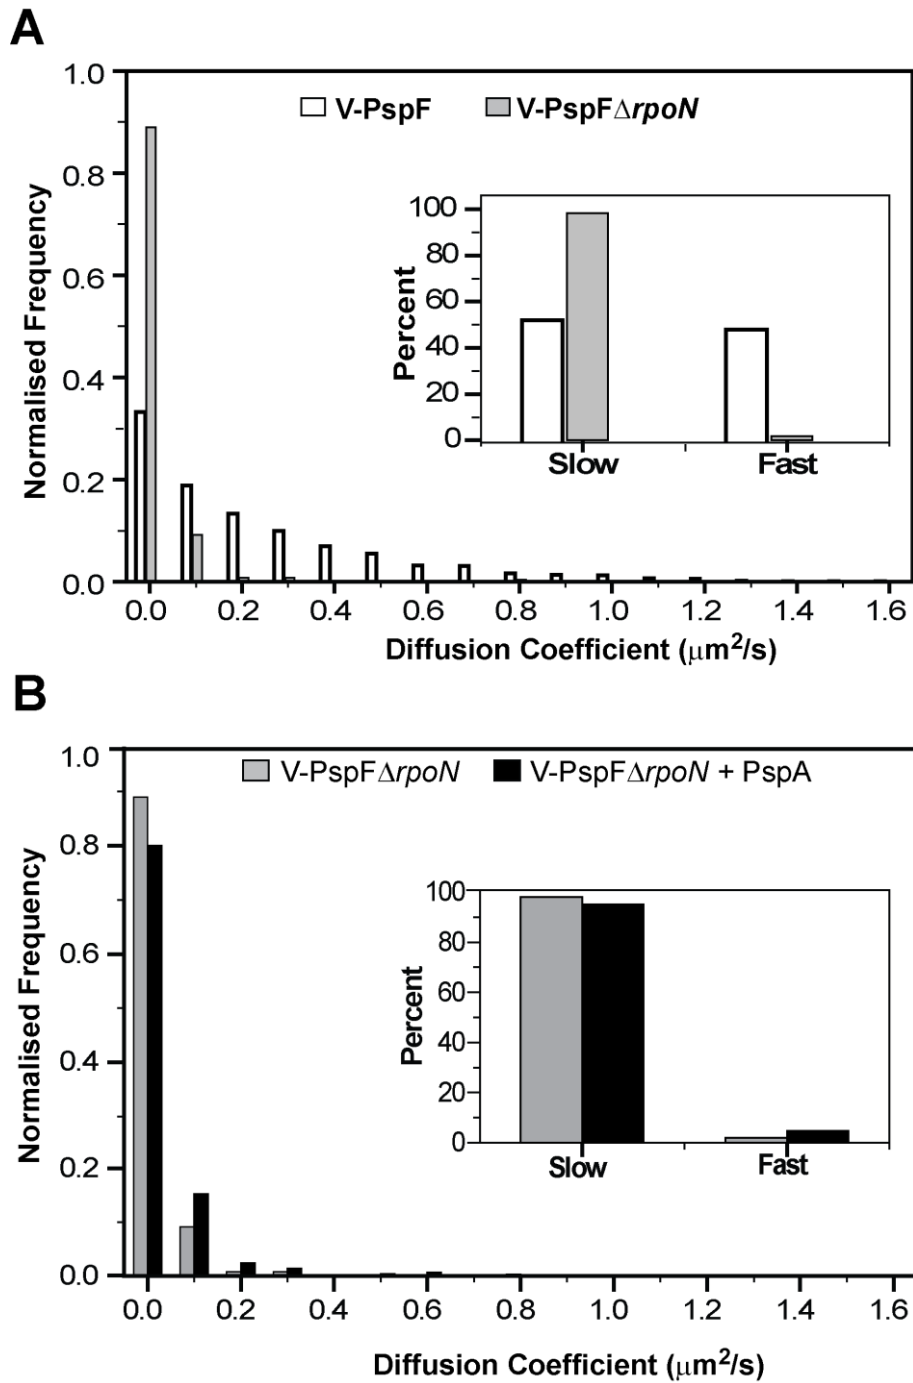 A
V-PspF V-PspFΔrpoN
1.0
0.8
0.6
0.4
0.2
0.0
Normalised Frequency
100
80
60
40
20
0
Percent
Slow Fast
0.0 0.2 0.4 0.6 0.8 1.0 1.2 1.4 1.6
Diffusion Coefficient (μm²/s)
B
V-PspFΔrpoN V-PspFΔrpoN + PspA
1.0
0.8
0.6
0.4
0.2
0.0
Normalised Frequency
100
80
60
40
20
0
Percent
Slow Fast
0.0 0.2 0.4 0.6 0.8 1.0 1.2 1.4 1.6
Diffusion Coefficient (μm²/s)